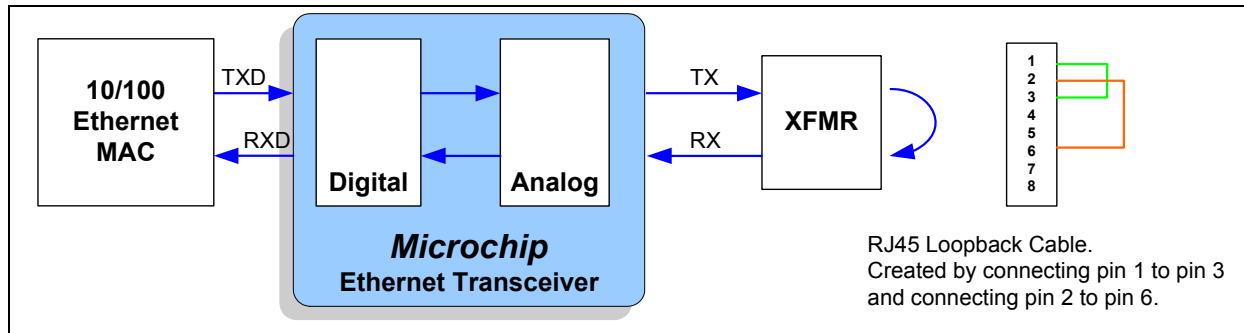 10/100
Ethernet
MAC
TXD
RXD
Digital
Analog
Microchip
Ethernet Transceiver
TX
RX
XFMR
1
2
3
4
5
6
7
8
RJ45 Loopback Cable.
Created by connecting pin 1 to pin 3
and connecting pin 2 to pin 6.